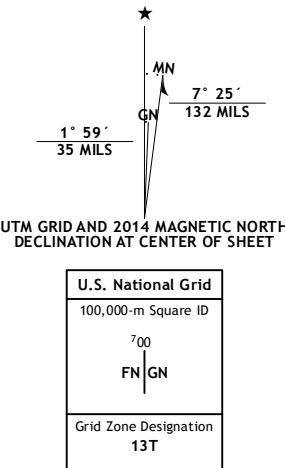 ★
MN
GN
7° 25´
132 MILS
1° 59´
35 MILS
UTM GRID AND 2014 MAGNETIC NORTH
DECLINATION AT CENTER OF SHEET
U.S. National Grid
100,000-m Square ID
⁷00
FN GN
Grid Zone Designation
13T